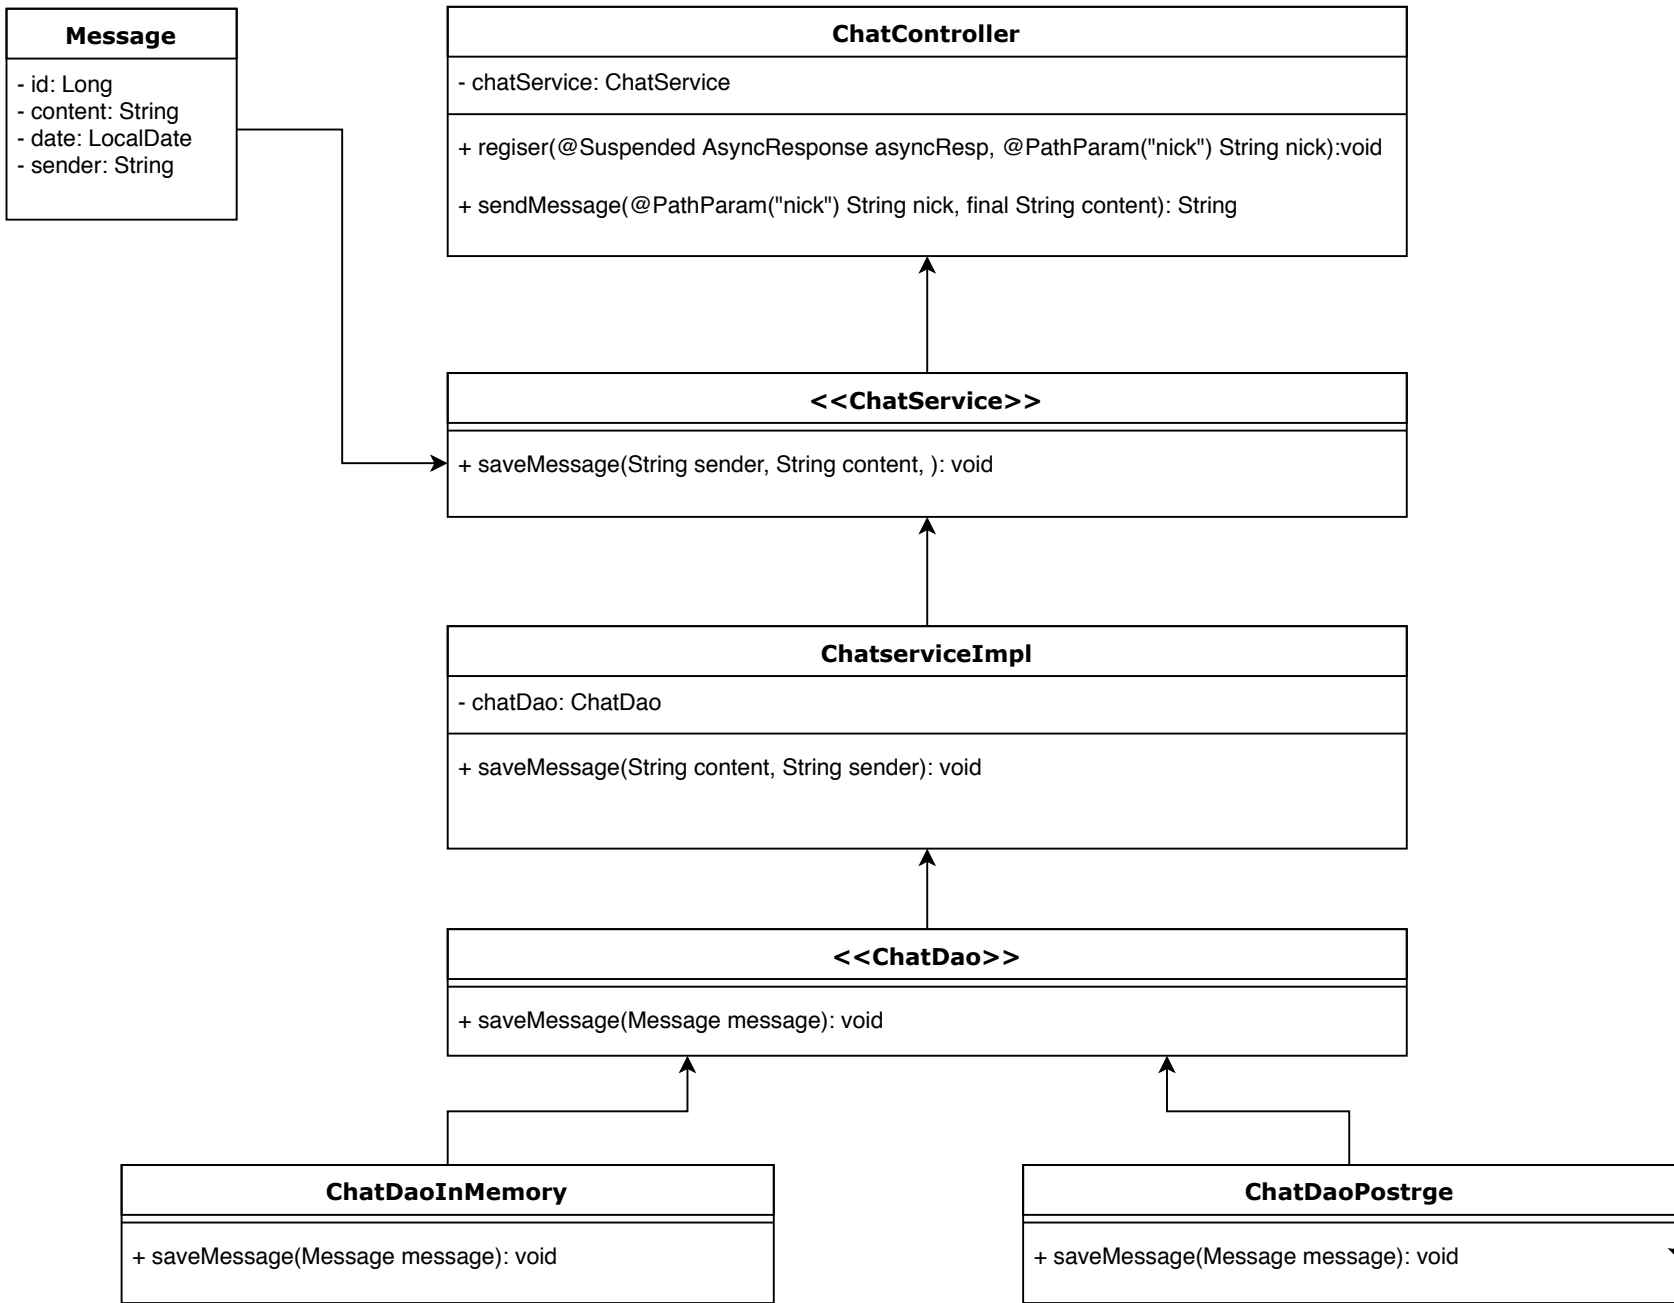 Message
- id: Long
- content: String
- date: LocalDate
- sender: String
ChatController
- chatService: ChatService
+ regiser(@Suspended AsyncResponse asyncResp, @PathParam("nick") String nick):void
+ sendMessage(@PathParam("nick") String nick, final String content): String
<<ChatService>>
+ saveMessage(String sender, String content, ): void
ChatserviceImpl
- chatDao: ChatDao
+ saveMessage(String content, String sender): void
<<ChatDao>>
+ saveMessage(Message message): void
ChatDaoInMemory
+ saveMessage(Message message): void
ChatDaoPostrge
+ saveMessage(Message message): void